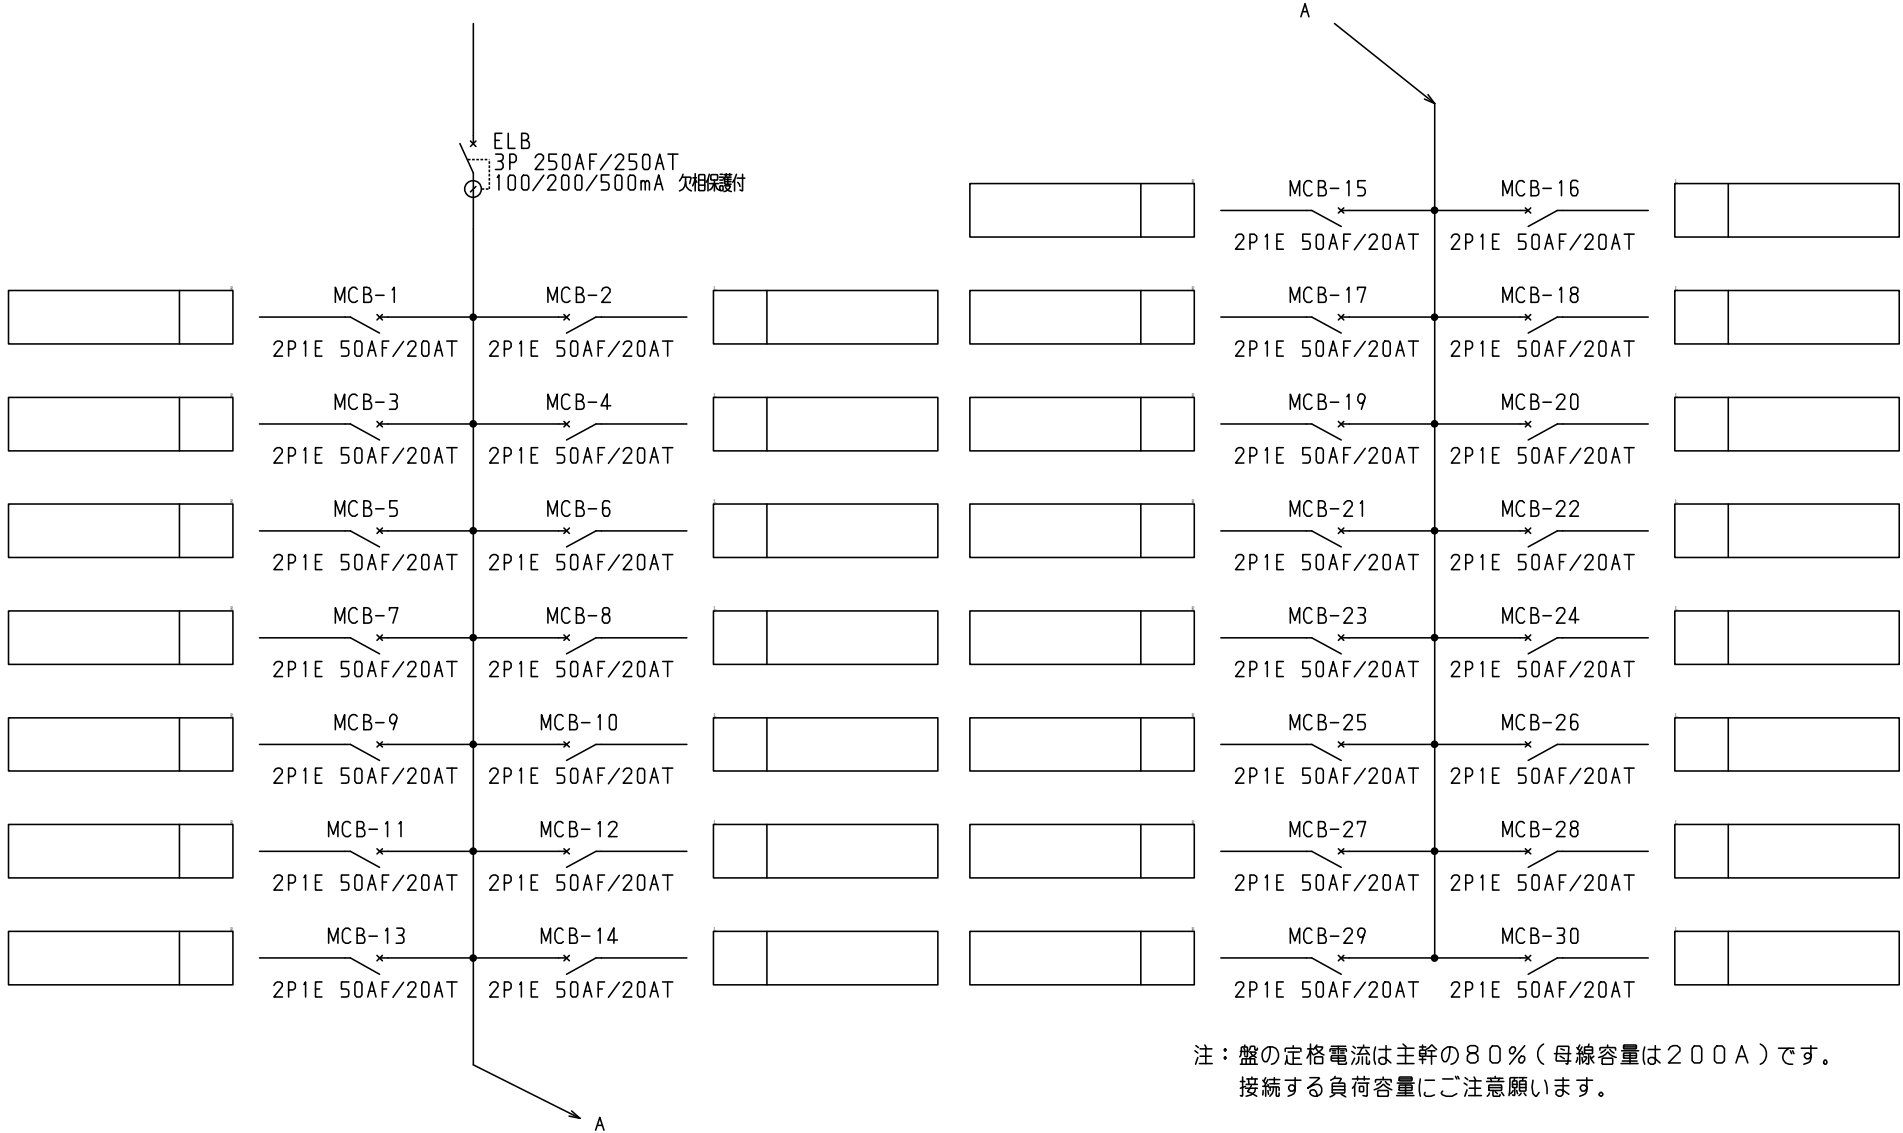 ELB
3P 250AF/250AT
100/200/500mA 欠相保護付
MCB-1 MCB-2
2P1E 50AF/20AT 2P1E 50AF/20AT
MCB-3 MCB-4
2P1E 50AF/20AT 2P1E 50AF/20AT
MCB-5 MCB-6
2P1E 50AF/20AT 2P1E 50AF/20AT
MCB-7 MCB-8
2P1E 50AF/20AT 2P1E 50AF/20AT
MCB-9 MCB-10
2P1E 50AF/20AT 2P1E 50AF/20AT
MCB-11 MCB-12
2P1E 50AF/20AT 2P1E 50AF/20AT
MCB-13 MCB-14
2P1E 50AF/20AT 2P1E 50AF/20AT
A
A
MCB-15 MCB-16
2P1E 50AF/20AT 2P1E 50AF/20AT
MCB-17 MCB-18
2P1E 50AF/20AT 2P1E 50AF/20AT
MCB-19 MCB-20
2P1E 50AF/20AT 2P1E 50AF/20AT
MCB-21 MCB-22
2P1E 50AF/20AT 2P1E 50AF/20AT
MCB-23 MCB-24
2P1E 50AF/20AT 2P1E 50AF/20AT
MCB-25 MCB-26
2P1E 50AF/20AT 2P1E 50AF/20AT
MCB-27 MCB-28
2P1E 50AF/20AT 2P1E 50AF/20AT
MCB-29 MCB-30
2P1E 50AF/20AT 2P1E 50AF/20AT
注：盤の定格電流は主幹の８０％（母線容量は２００Ａ）です。
接続する負荷容量にご注意願います。